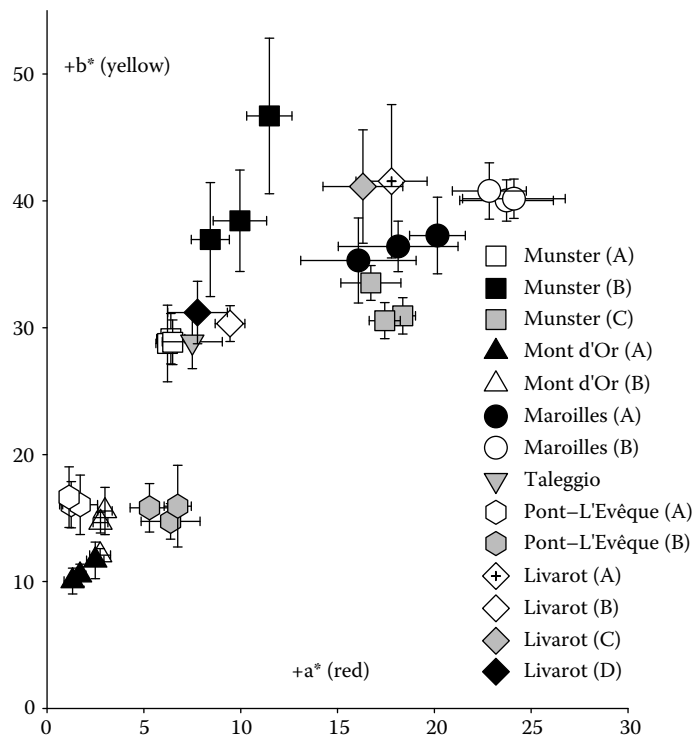 +b* (yellow)
50
40
30
20
10
0
Munster (A)
Munster (B)
Munster (C)
Mont d'Or (A)
Mont d'Or (B)
Maroilles (A)
Maroilles (B)
Taleggio
Pont–L'Evêque (A)
Pont–L'Evêque (B)
Livarot (A)
Livarot (B)
Livarot (C)
Livarot (D)
+a* (red)
0 5 10 15 20 25 30